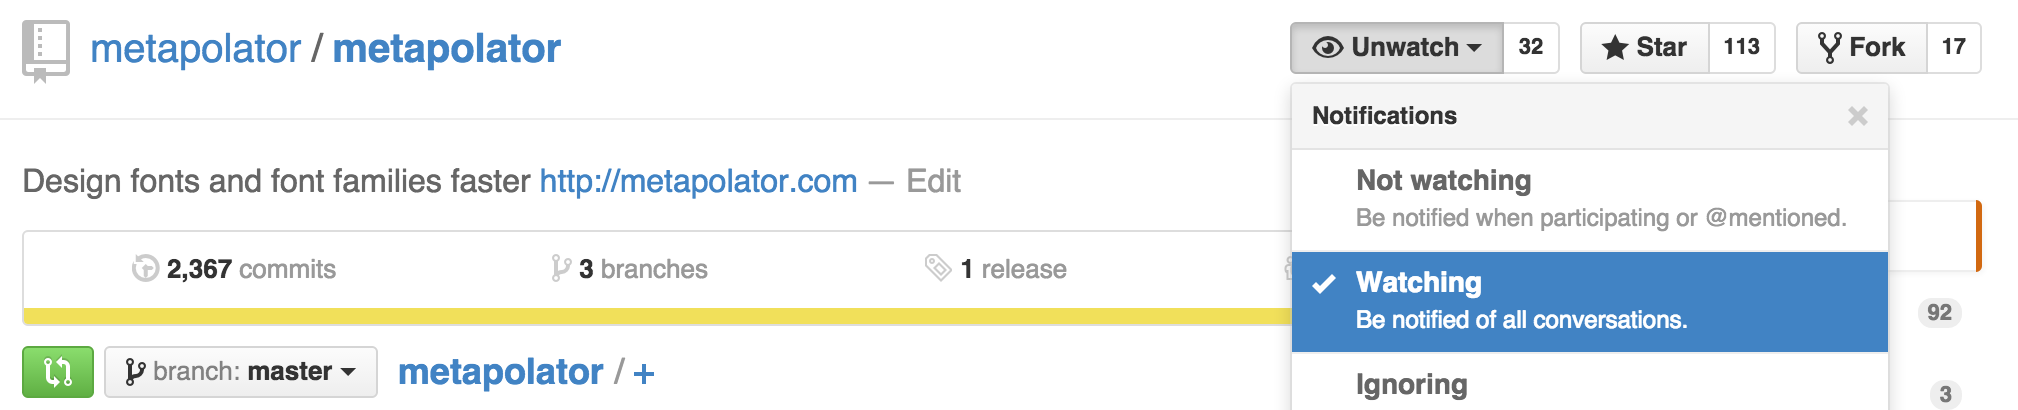 metapolator / metapolator
Unwatch 32
Star 113
Fork 17
Notifications
Not watching
Be notified when participating or @mentioned.
Watching
Be notified of all conversations.
Ignoring
Design fonts and font families faster http://metapolator.com — Edit
2,367 commits
3 branches
1 release
92
branch: master
metapolator / +
3